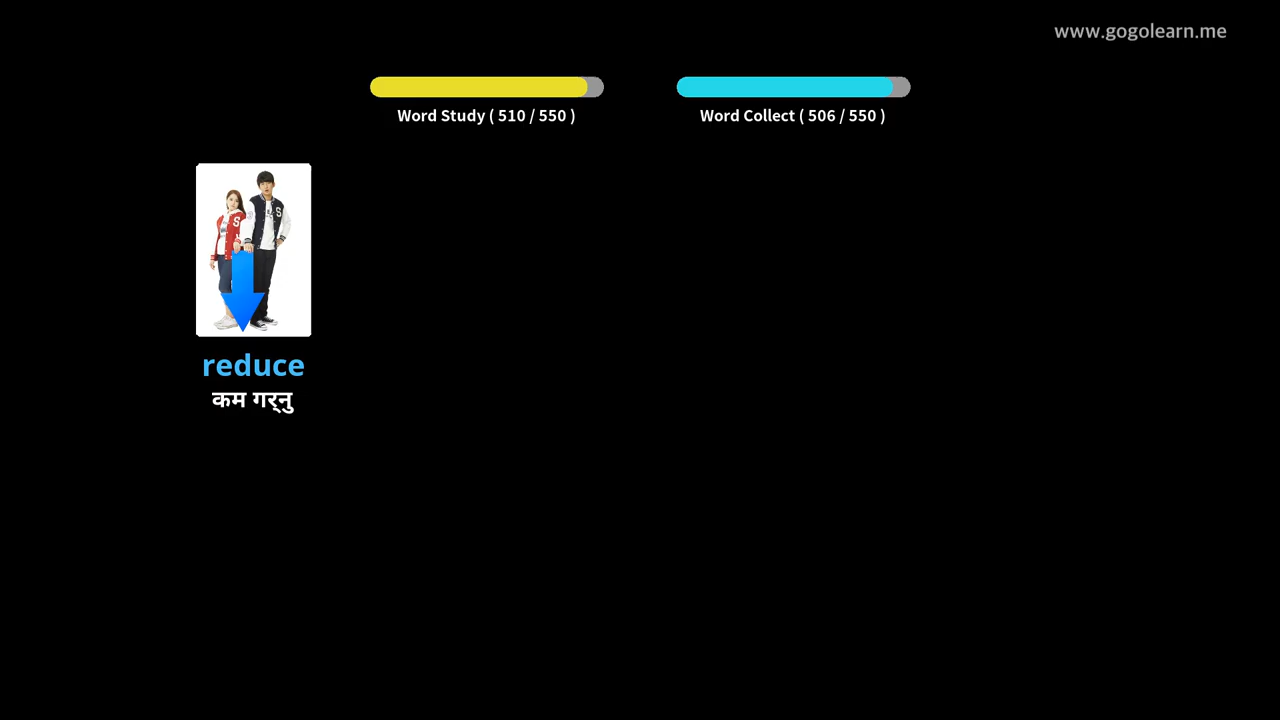 www.gogolearn.me
Word Study ( 510 / 550 )
Word Collect ( 506 / 550 )
S
S
reduce
कम गर्‍नु